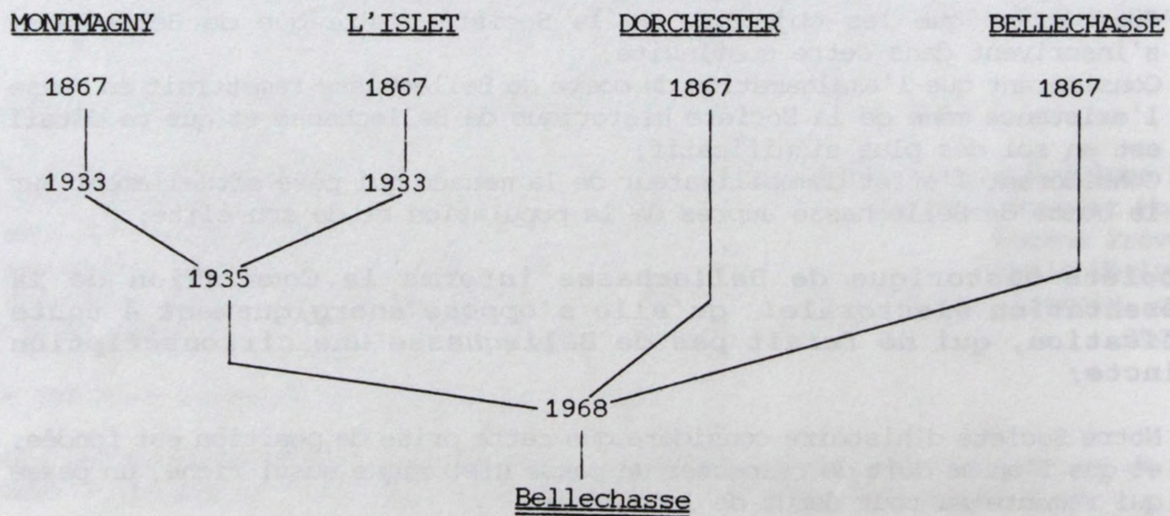 MONTMAGNY L'ISLET DORCHESTER BELLECHASSE
1867 1867 1867 1867
1933 1933
1935
1968
Bellechasse